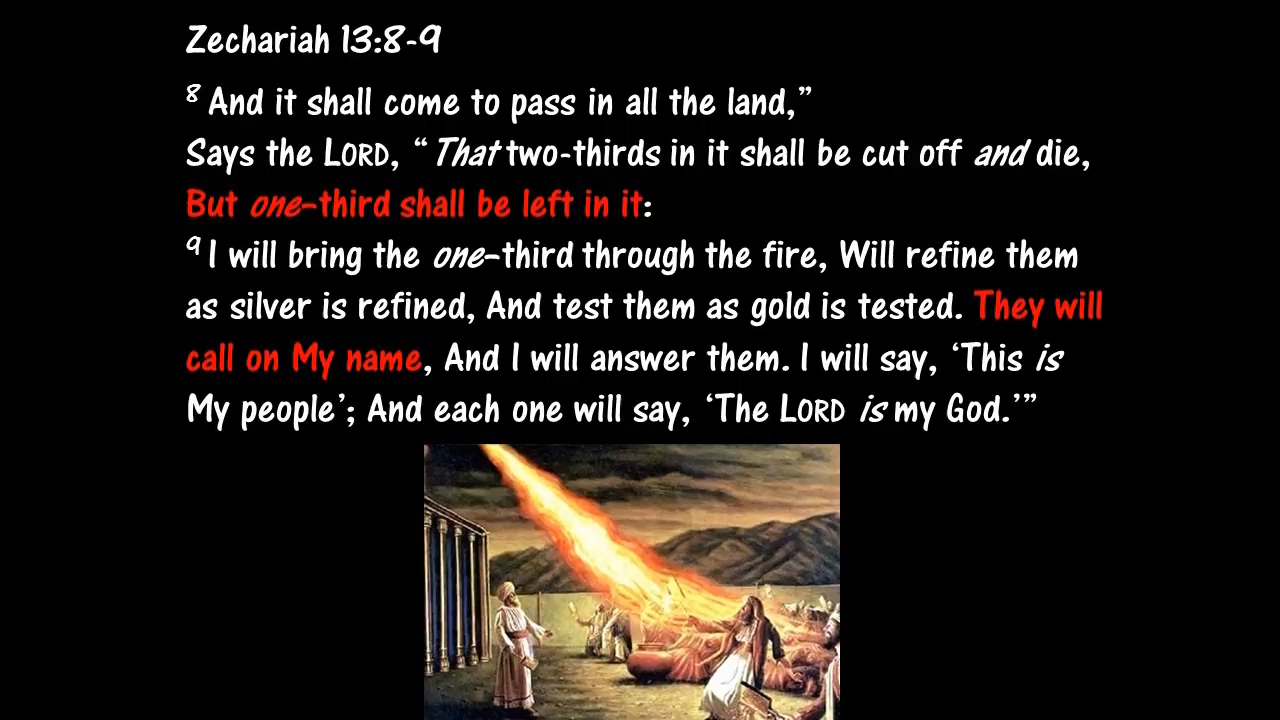 Zechariah 13:8-9
8 And it shall come to pass in all the land,”
Says the LORD, “That two-thirds in it shall be cut off and die,
But one–third shall be left in it:
9 I will bring the one–third through the fire, Will refine them
as silver is refined, And test them as gold is tested. They will
call on My name, And I will answer them. I will say, ‘This is
My people’; And each one will say, ‘The LORD is my God.’”